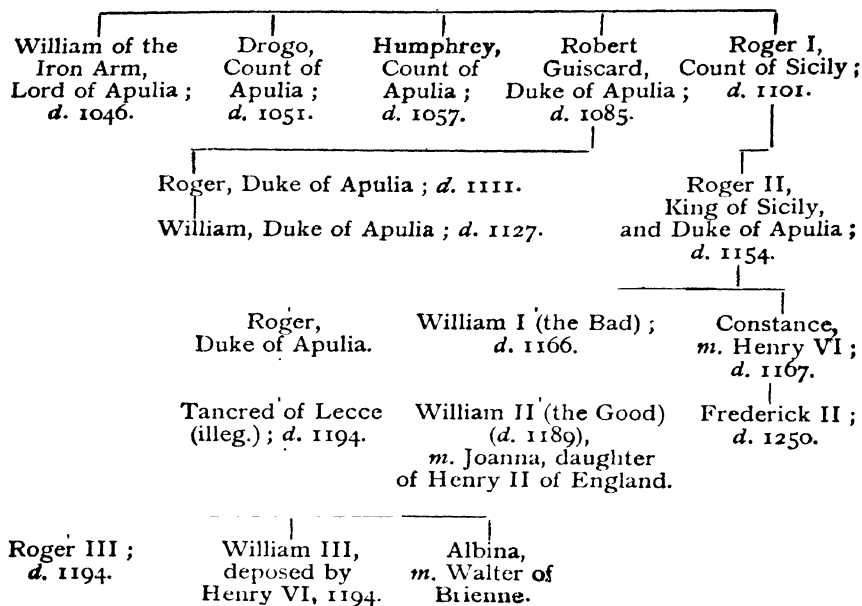 William of the Iron Arm, Lord of Apulia ; d. 1046.
Drogo, Count of Apulia ; d. 1051.
Humphrey, Count of Apulia ; d. 1057.
Robert Guiscard, Duke of Apulia ; d. 1085.
Roger I, Count of Sicily ; d. 1101.
Roger, Duke of Apulia ; d. 1111.
William, Duke of Apulia ; d. 1127.
Roger II, King of Sicily, and Duke of Apulia ; d. 1154.
Roger, Duke of Apulia.
William I (the Bad) ; d. 1166.
Constance, m. Henry VI ; d. 1167.
Tancred of Lecce (illeg.) ; d. 1194.
William II (the Good) (d. 1189), m. Joanna, daughter of Henry II of England.
Frederick II ; d. 1250.
Roger III ; d. 1194.
William III, deposed by Henry VI, 1194.
Albina, m. Walter of Brienne.